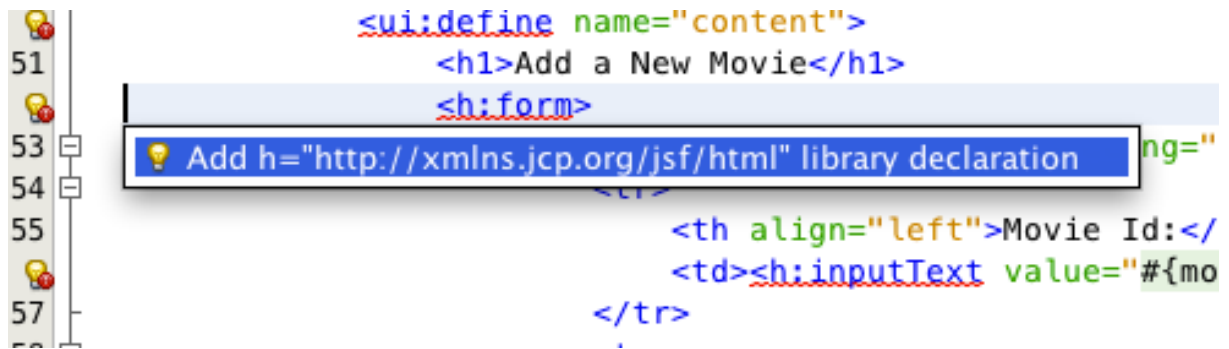 <ui:define name="content">
51 <h1>Add a New Movie</h1>
<h:form>
Add h="http://xmlns.jcp.org/jsf/html" library declaration
53 ng="
54 <tr>
55 <th align="left">Movie Id:</
<td><h:inputText value="#{mo
57 </tr>